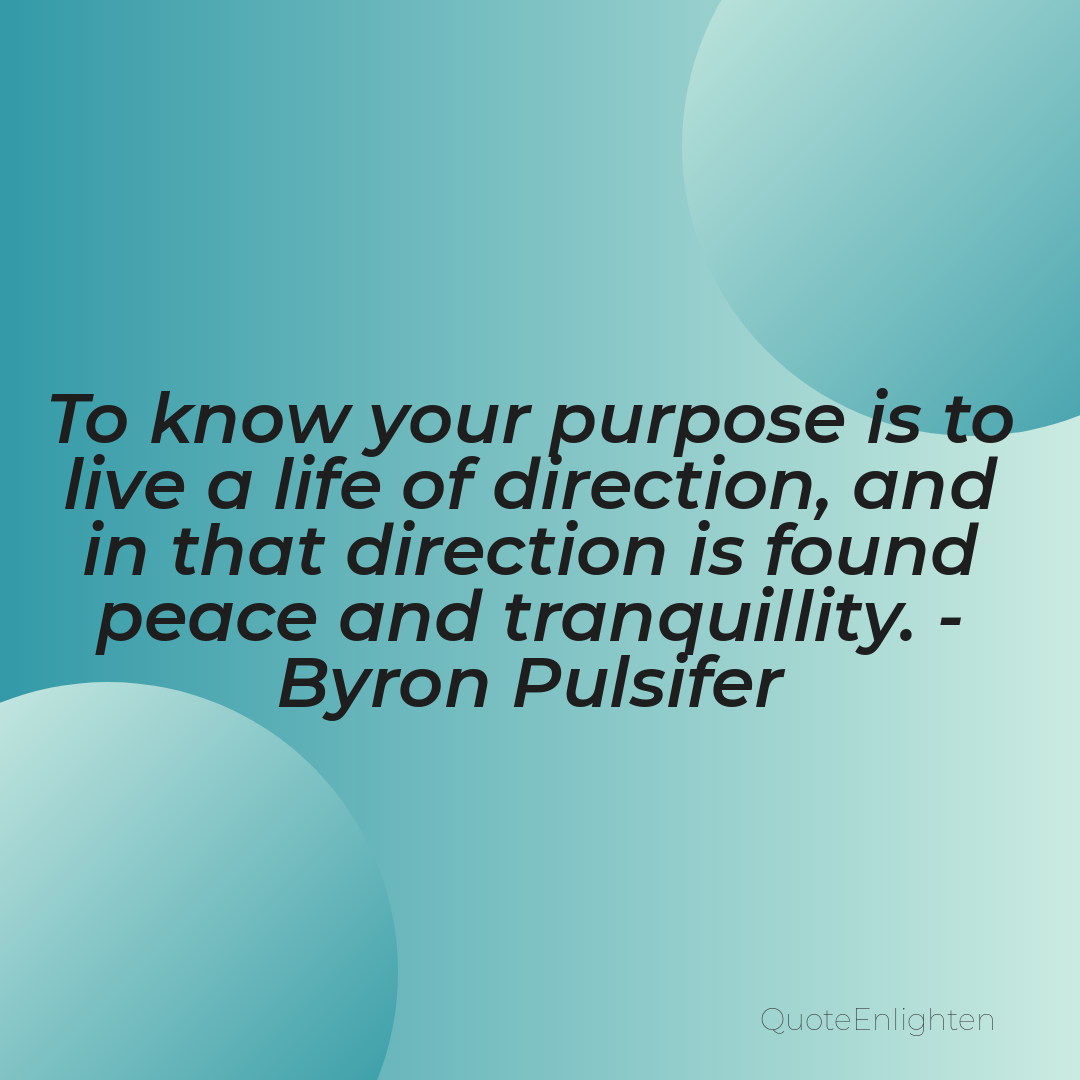 To know your purpose is to
live a life of direction, and
in that direction is found
peace and tranquillity. -
Byron Pulsifer
QuoteEnlighten